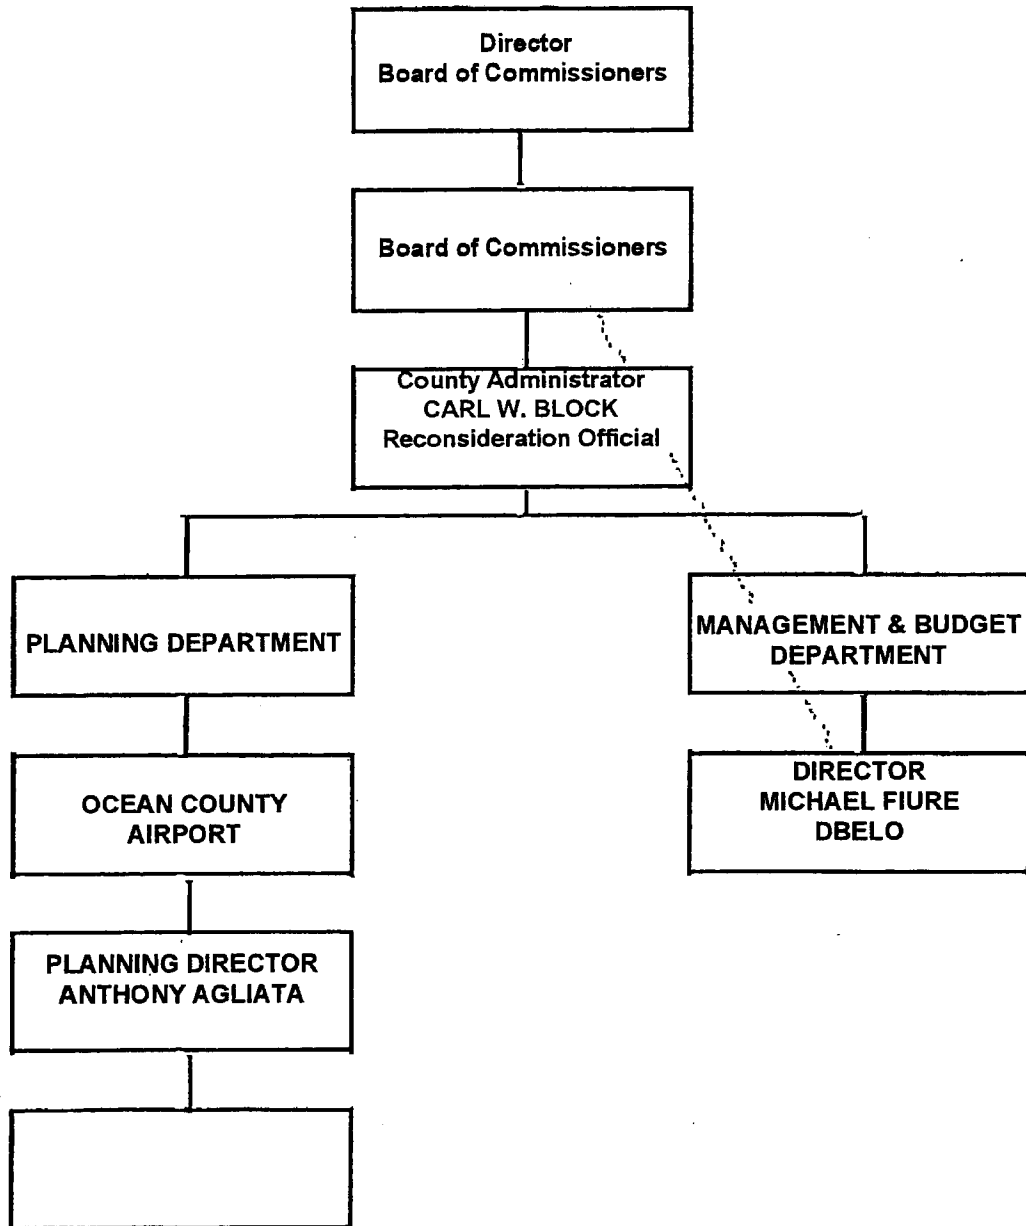 Director
Board of Commissioners
Board of Commissioners
County Administrator
CARL W. BLOCK
Reconsideration Official
PLANNING DEPARTMENT
MANAGEMENT & BUDGET
DEPARTMENT
OCEAN COUNTY
AIRPORT
DIRECTOR
MICHAEL FIURE
DBELO
PLANNING DIRECTOR
ANTHONY AGLIATA